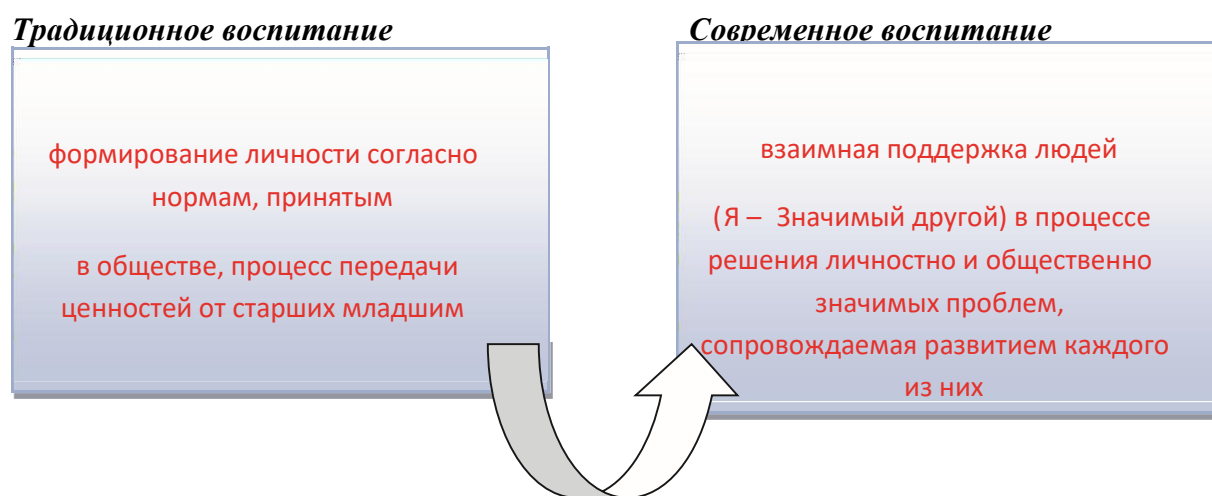 Традиционное воспитание
формирование личности согласно
нормам, принятым
в обществе, процесс передачи
ценностей от старших младшим
Современное воспитание
взаимная поддержка людей
(Я – Значимый другой) в процессе
решения личностно и общественно
значимых проблем,
сопровождаемая развитием каждого
из них